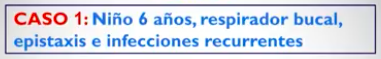 CASO 1: Niño 6 años, respirador bucal,
epistaxis e infecciones recurrentes